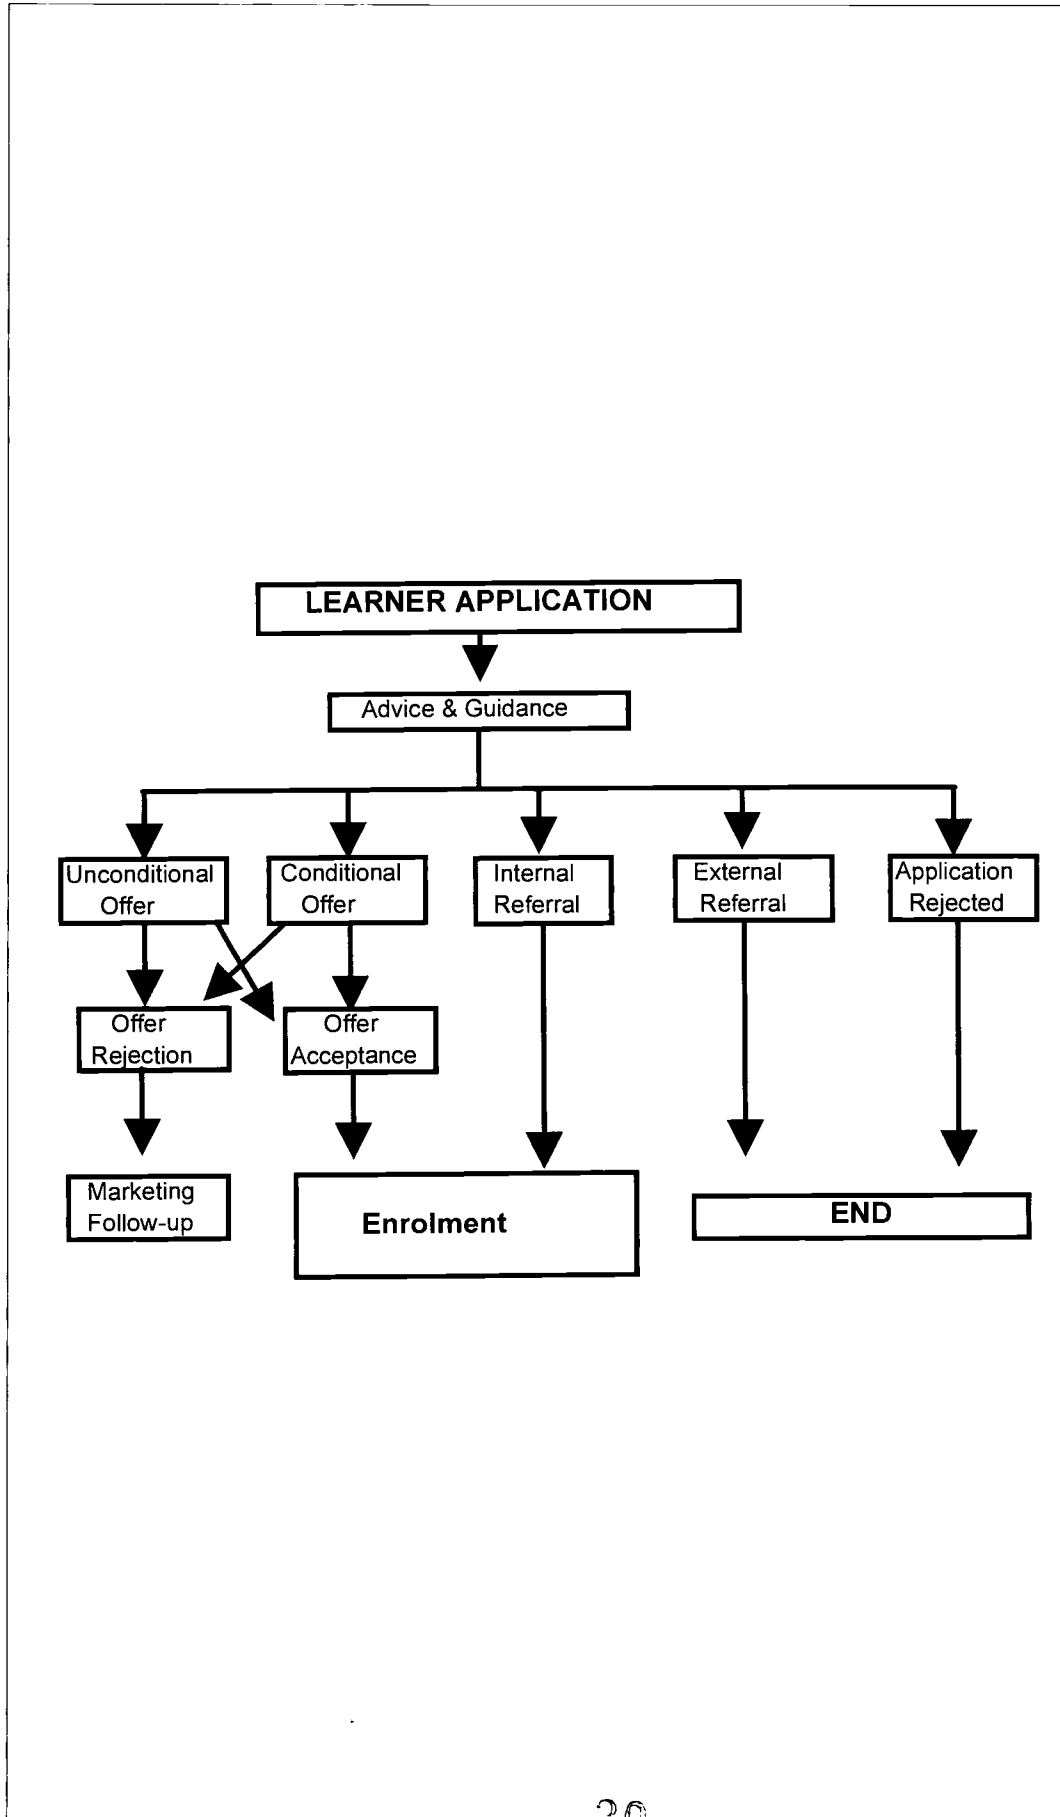 LEARNER APPLICATION
Advice & Guidance
Unconditional
Offer
Conditional
Offer
Internal
Referral
External
Referral
Application
Rejected
Offer
Rejection
Offer
Acceptance
Marketing
Follow-up
Enrolment
END